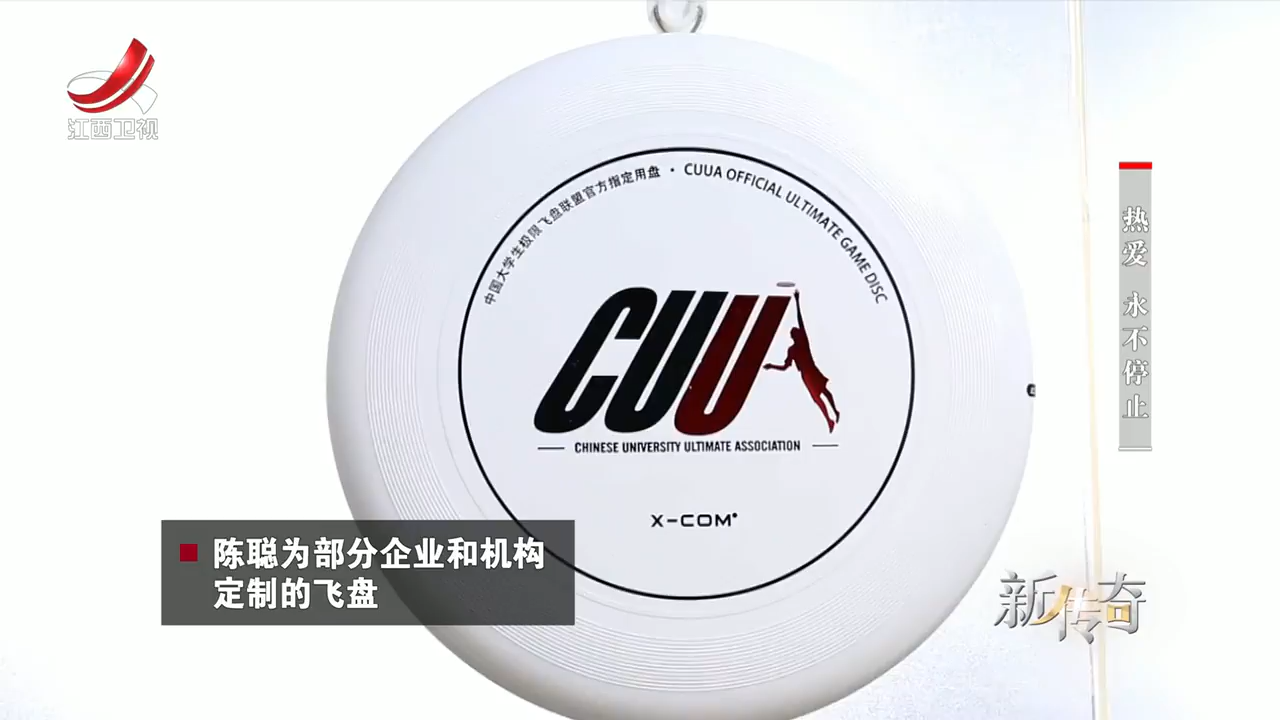 江西卫视
中国大学生极限飞盘联盟官方指定用盘 · CUUA OFFICIAL ULTIMATE GAME DISC
热爱 永不停止
CUU
CHINESE UNIVERSITY ULTIMATE ASSOCIATION
X-COM
陈聪为部分企业和机构
定制的飞盘
新传奇